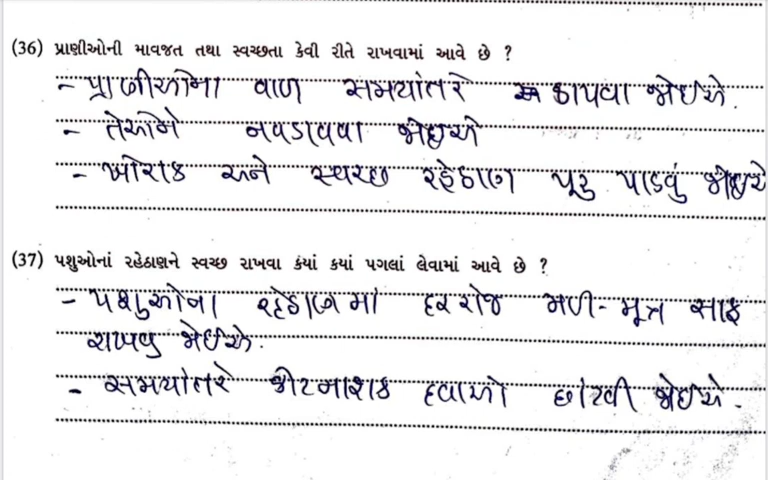 (36) પ્રાણીઓની માવજત તથા સ્વચ્છતા કેવી રીતે રાખવામાં આવે છે ?
- પ્રાણીઓના વાળ સમયાંતરે કાપવા જોઈએ.
- તેઓને નવડાવવા જોઈએ
- ખોરાક અને સ્વચ્છ રહેઠાણ પૂરુ પાડવું જોઈએ
(37) પશુઓનાં રહેઠાણને સ્વચ્છ રાખવા કયાં કયાં પગલાં લેવામાં આવે છે ?
- પશુઓના રહેઠાણમાં દરરોજ મળ-મૂત્ર સાફ
રાખવુ જોઈએ.
- સમયાંતરે કીટનાશક દવાઓ છાંટવી જોઈએ.